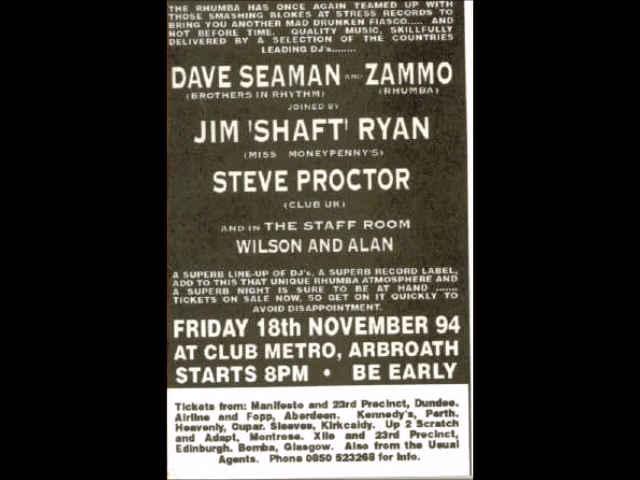 THE RHUMBA HAS ONCE AGAIN TEAMED UP WITH
THOSE SMASHING BLOKES AT STRESS RECORDS TO
BRING YOU ANOTHER MAD DRUNKEN FIASCO..... AND
NOT BEFORE TIME. QUALITY MUSIC, SKILLFULLY
DELIVERED BY A SELECTION OF THE COUNTRIES
LEADING DJ's........
DAVE SEAMAN AND ZAMMO
(BROTHERS IN RHYTHM) (RHUMBA)
JOINED BY
JIM 'SHAFT' RYAN
(MISS MONEYPENNY'S)
STEVE PROCTOR
(CLUB UK)
AND IN THE STAFF ROOM
WILSON AND ALAN
A SUPERB LINE-UP OF DJ's, A SUPERB RECORD LABEL,
ADD TO THIS THAT UNIQUE RHUMBA ATMOSPHERE AND
A SUPERB NIGHT IS SURE TO BE AT HAND .......
TICKETS ON SALE NOW, SO GET ON IT QUICKLY TO
AVOID DISAPPOINTMENT.
FRIDAY 18th NOVEMBER 94
AT CLUB METRO, ARBROATH
STARTS 8PM • BE EARLY
Tickets from: Manifesto and 23rd Precinct, Dundee.
Airline and Fopp, Aberdeen. Kennedy's, Perth.
Heavenly, Cupar. Sleeves, Kirkcaldy. Up 2 Scratch
and Adapt, Montrose. Xile and 23rd Precinct,
Edinburgh. Bomba, Glasgow. Also from the Usual
Agents. Phone 0850 523268 for info.